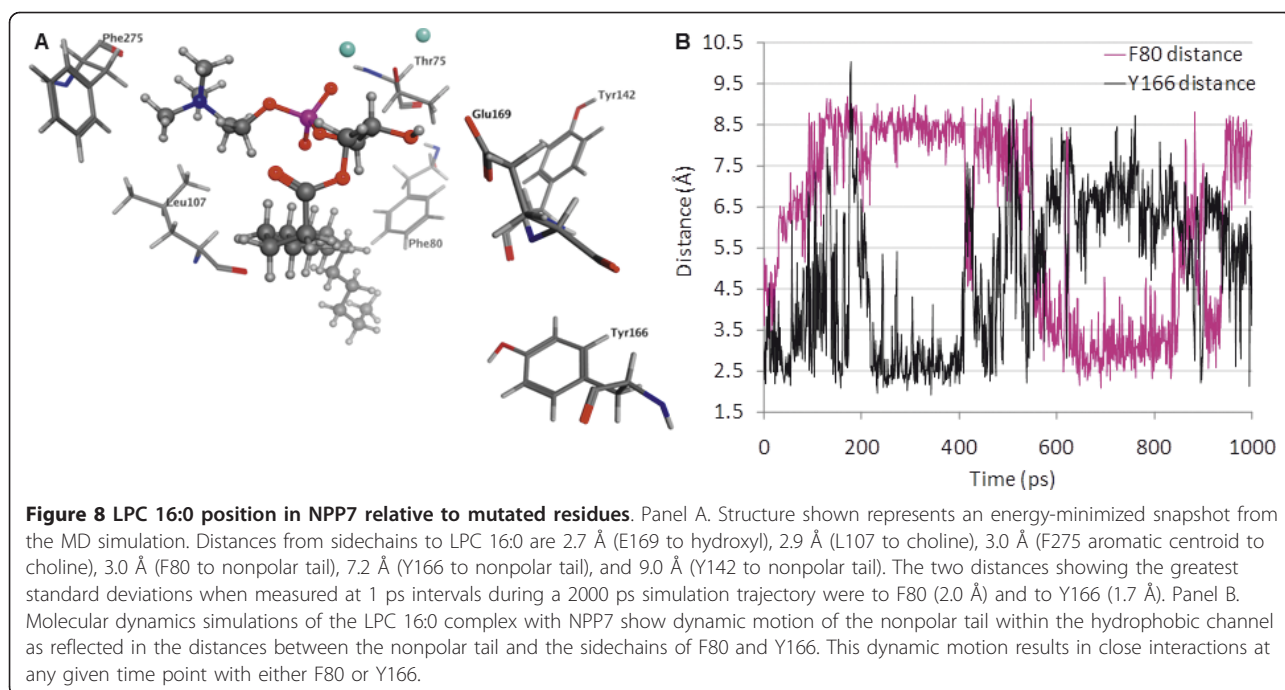 A
Phe275
Thr75
Tyr142
Glu169
Leu107
Phe80
Tyr166
B
F80 distance
Y166 distance
Distance (Å)
10.5
9.5
8.5
7.5
6.5
5.5
4.5
3.5
2.5
1.5
0 200 400 600 800 1000
Time (ps)
Figure 8 LPC 16:0 position in NPP7 relative to mutated residues. Panel A. Structure shown represents an energy-minimized snapshot from
the MD simulation. Distances from sidechains to LPC 16:0 are 2.7 Å (E169 to hydroxyl), 2.9 Å (L107 to choline), 3.0 Å (F275 aromatic centroid to
choline), 3.0 Å (F80 to nonpolar tail), 7.2 Å (Y166 to nonpolar tail), and 9.0 Å (Y142 to nonpolar tail). The two distances showing the greatest
standard deviations when measured at 1 ps intervals during a 2000 ps simulation trajectory were to F80 (2.0 Å) and to Y166 (1.7 Å). Panel B.
Molecular dynamics simulations of the LPC 16:0 complex with NPP7 show dynamic motion of the nonpolar tail within the hydrophobic channel
as reflected in the distances between the nonpolar tail and the sidechains of F80 and Y166. This dynamic motion results in close interactions at
any given time point with either F80 or Y166.